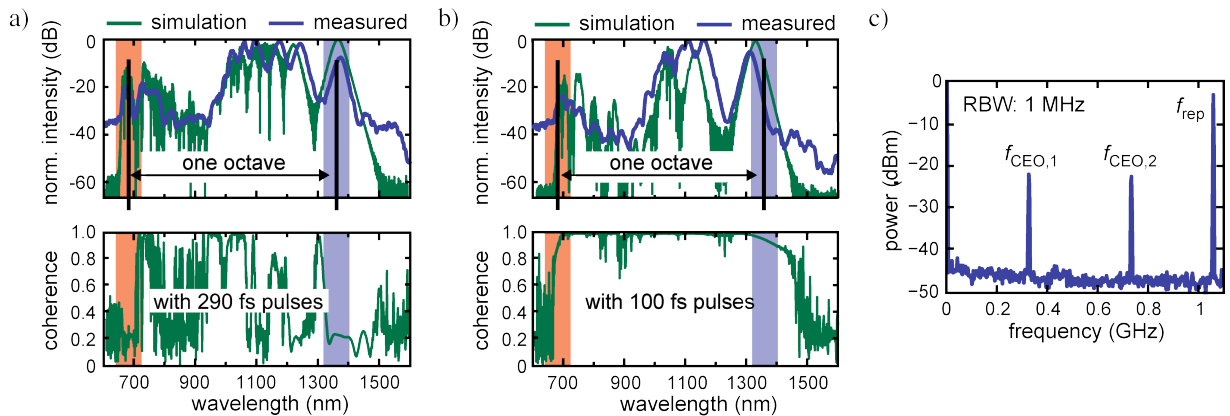 a)
simulation measured
norm. intensity (dB)
0
-20
-40
-60
one octave
coherence
1.0
0.8
0.6
0.4
0.2
0
with 290 fs pulses
700 900 1100 1300 1500
wavelength (nm)
b)
simulation measured
norm. intensity (dB)
0
-20
-40
-60
one octave
coherence
1.0
0.8
0.6
0.4
0.2
0
with 100 fs pulses
700 900 1100 1300 1500
wavelength (nm)
c)
power (dBm)
0
−10
−20
−30
−40
−50
RBW: 1 MHz
frep
fCEO,1 fCEO,2
0 0.2 0.4 0.6 0.8 1
frequency (GHz)